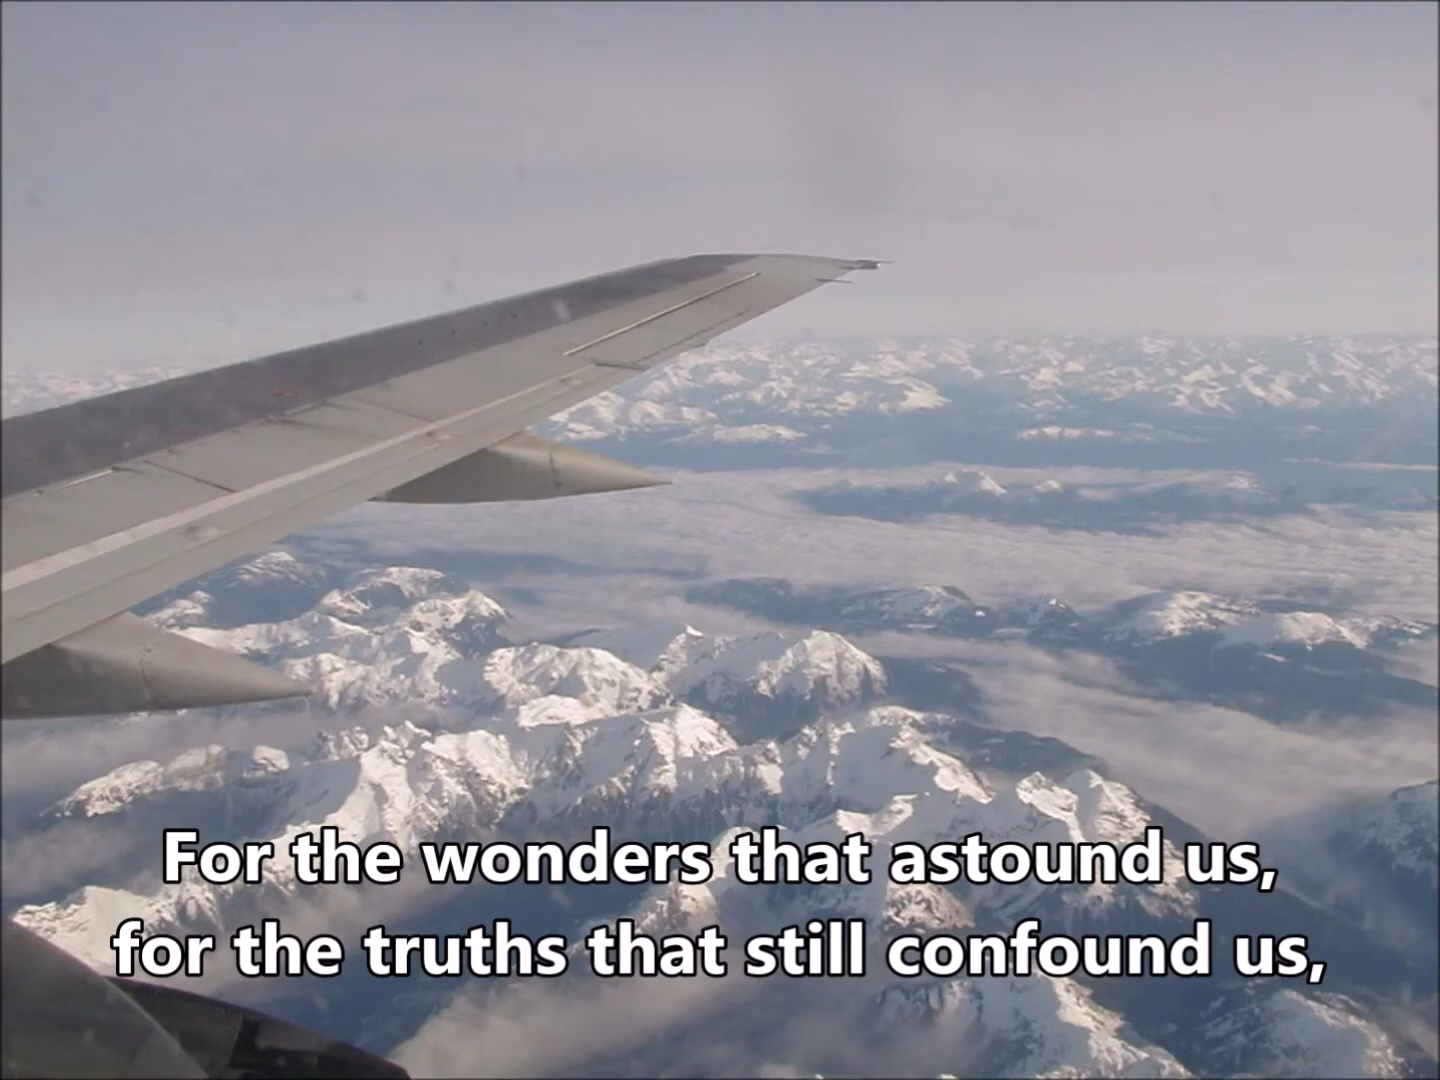 For the wonders that astound us,
for the truths that still confound us,